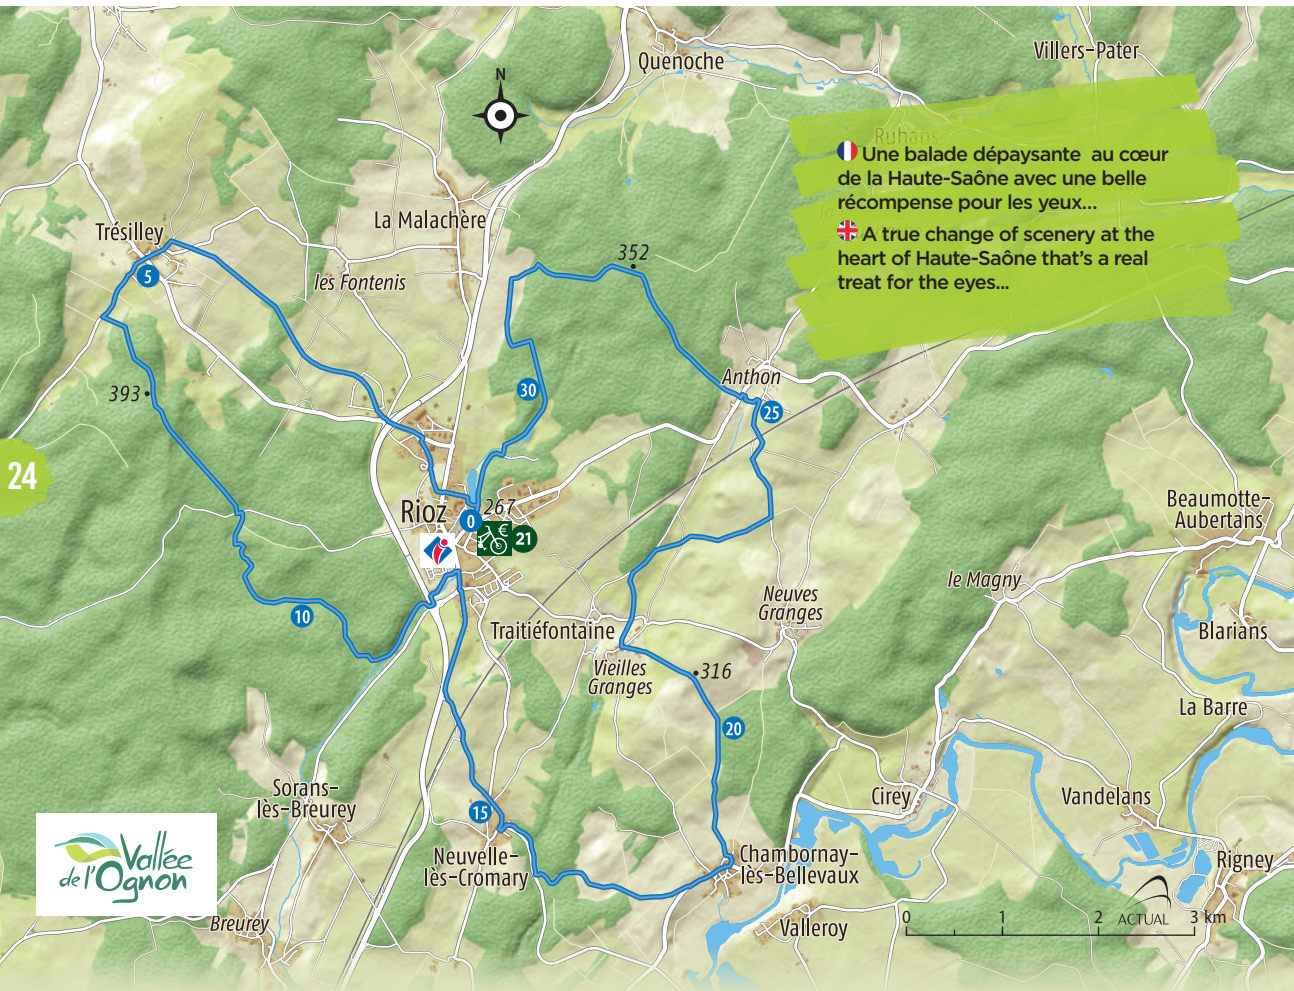 Quenoche
Villers-Pater
N
Ruhans
Une balade dépaysante au cœur
de la Haute-Saône avec une belle
récompense pour les yeux...
A true change of scenery at the
heart of Haute-Saône that's a real
treat for the eyes...
La Malachère
Trésilley
352
5
les Fontenis
Anthon
393
30
25
24
Rioz
267
0
€
21
Beaumotte-
Aubertans
le Magny
Neuves
Granges
10
Traitiéfontaine
Blarians
Vieilles
Granges
316
La Barre
20
Sorans-
lès-Breurey
15
Cirey
Vandelans
Neuvelle-
lès-Cromary
Chambornay-
lès-Bellevaux
Rigney
Vallée
de l'Ognon
Breurey
Valleroy
0 1 2 3 km
ACTUAL